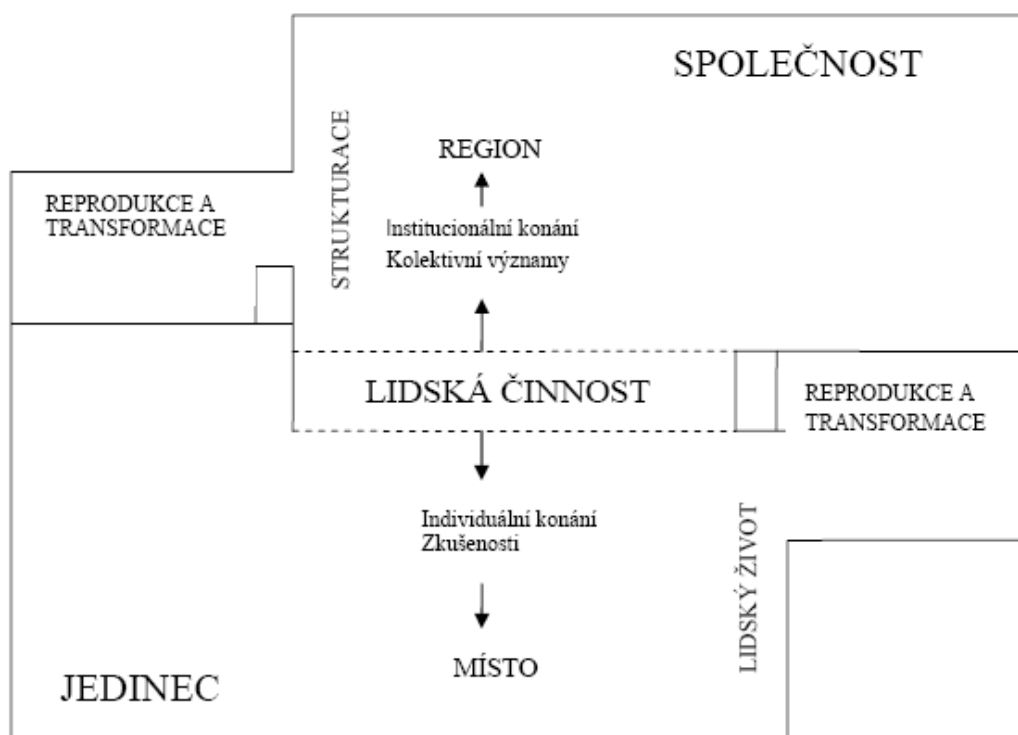 SPOLEČNOST
STRUKTURACE
REGION
REPRODUKCE A
TRANSFORMACE
Institucionální konání
Kolektivní významy
LIDSKÁ ČINNOST
REPRODUKCE A
TRANSFORMACE
Individuální konání
Zkušenosti
LIDSKÝ ŽIVOT
MÍSTO
JEDINEC